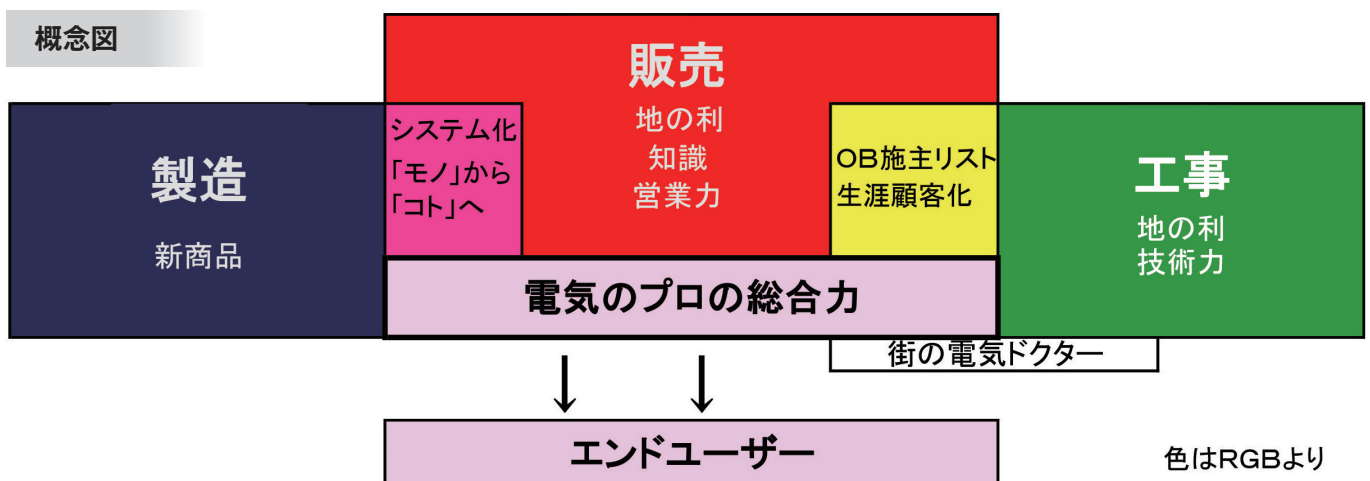 概念図
販売
地の利
知識
営業力
製造
新商品
システム化
「モノ」から
「コト」へ
OB施主リスト
生涯顧客化
工事
地の利
技術力
電気のプロの総合力
街の電気ドクター
エンドユーザー
色はRGBより